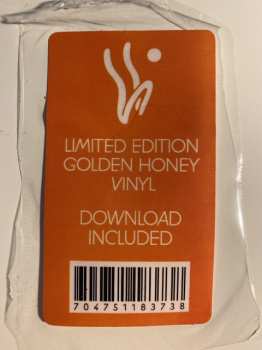 LIMITED EDITION
GOLDEN HONEY
VINYL
DOWNLOAD
INCLUDED
704751183738